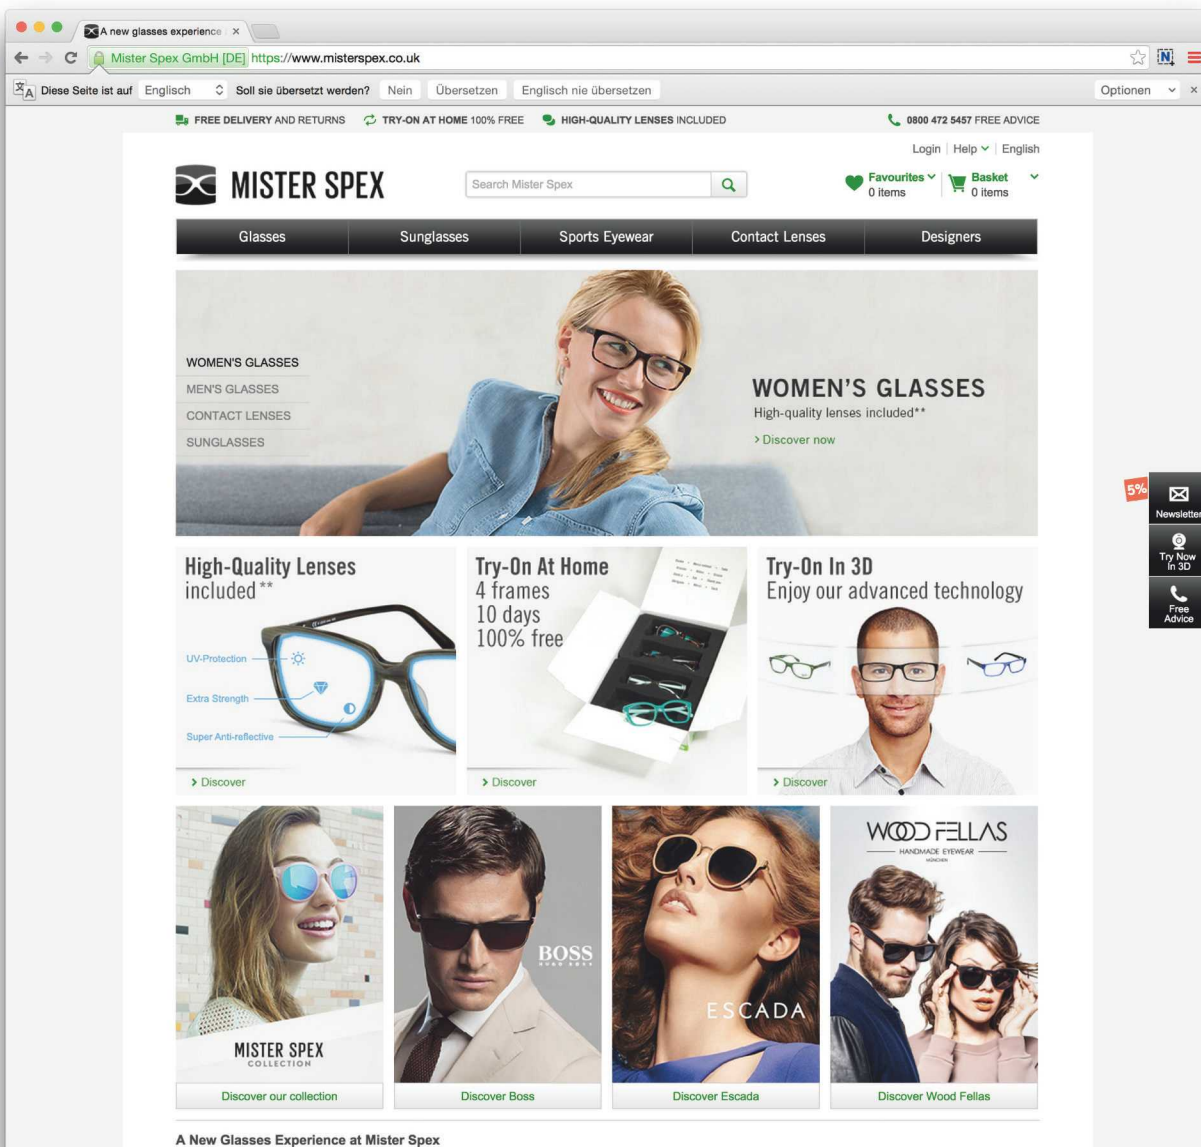 A new glasses experience
Mister Spex GmbH [DE] https://www.misterspex.co.uk
Diese Seite ist auf Englisch Soll sie übersetzt werden? Nein Übersetzen Englisch nie übersetzen Optionen
FREE DELIVERY AND RETURNS TRY-ON AT HOME 100% FREE HIGH-QUALITY LENSES INCLUDED 0800 472 5457 FREE ADVICE
Login Help English
MISTER SPEX
Search Mister Spex
Favourites
0 items
Basket
0 items
Glasses Sunglasses Sports Eyewear Contact Lenses Designers
WOMEN'S GLASSES
MEN'S GLASSES
CONTACT LENSES
SUNGLASSES
WOMEN'S GLASSES
High-quality lenses included**
> Discover now
5%
Newsletter
Try Now
In 3D
Free
Advice
High-Quality Lenses
included**
UV-Protection
Extra Strength
Super Anti-reflective
> Discover
Try-On At Home
4 frames
10 days
100% free
> Discover
Try-On In 3D
Enjoy our advanced technology
> Discover
MISTER SPEX
COLLECTION
Discover our collection
BOSS
HUGO BOSS
Discover Boss
ESCADA
Discover Escada
WOOD FELLAS
HANDMADE EYEWEAR
MÜNCHEN
Discover Wood Fellas
A New Glasses Experience at Mister Spex